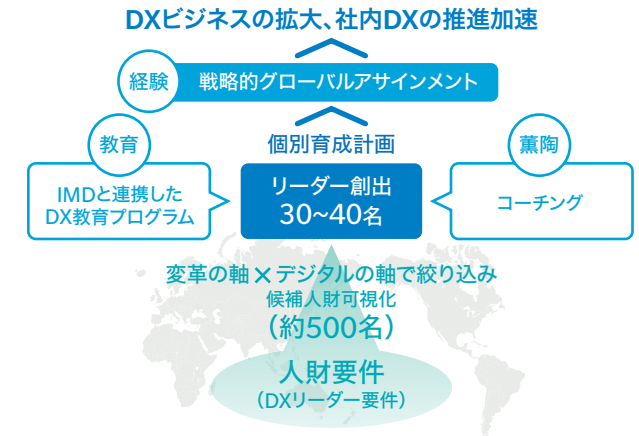 DXビジネスの拡大、社内DXの推進加速
経験
戦略的グローバルアサインメント
教育
個別育成計画
薫陶
IMDと連携した
DX教育プログラム
リーダー創出
30~40名
コーチング
変革の軸×デジタルの軸で絞り込み
候補人財可視化
（約500名）
人財要件
（DXリーダー要件）